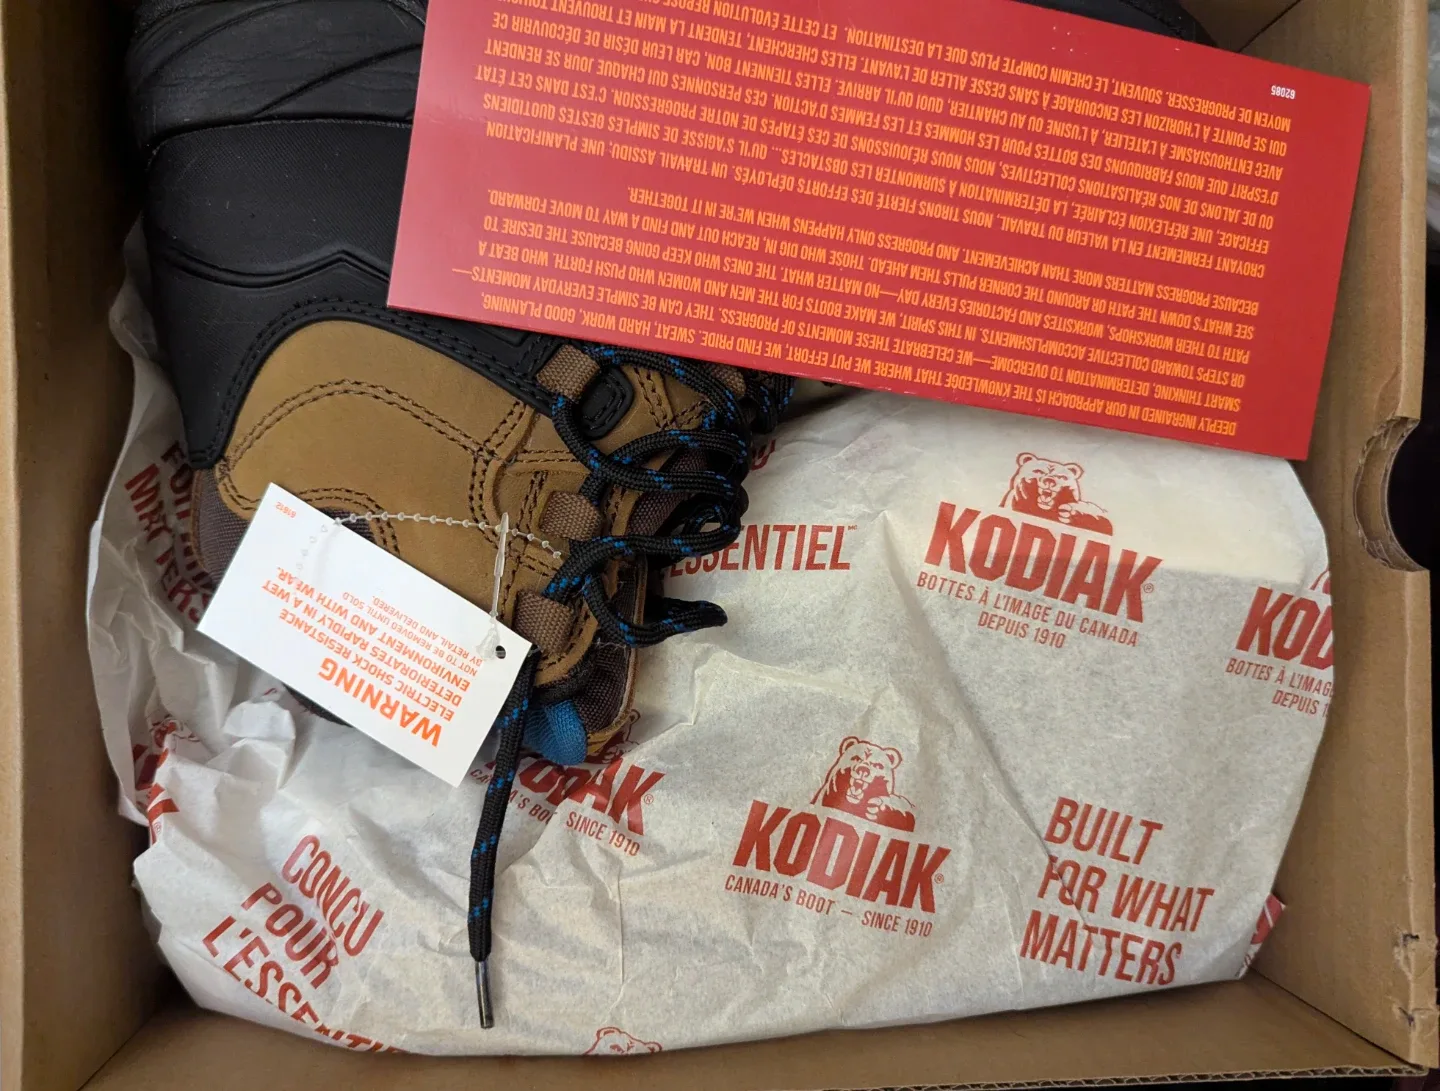 DEEPLY INGRAINED IN OUR APPROACH IS THE KNOWLEDGE THAT WHERE WE PUT EFFORT, WE FIND PRIDE. SWEAT, HARD WORK, GOOD PLANNING,
SMART THINKING, DETERMINATION TO OVERCOME—WE CELEBRATE THESE MOMENTS OF PROGRESS. THEY CAN BE SIMPLE EVERYDAY MOMENTS—
OR STEPS TOWARD COLLECTIVE ACCOMPLISHMENTS. IN THIS SPIRIT, WE MAKE BOOTS FOR THE MEN AND WOMEN WHO PUSH FORTH. WHO BEAT A
PATH TO THEIR WORKSHOPS, WORKSITES AND FACTORIES EVERY DAY—NO MATTER WHAT. THE ONES WHO KEEP GOING BECAUSE THE DESIRE TO
SEE WHAT'S DOWN THE PATH OR AROUND THE CORNER PULLS THEM AHEAD. THOSE WHO DIG IN, REACH OUT AND FIND A WAY TO MOVE FORWARD
BECAUSE PROGRESS MATTERS MORE THAN ACHIEVEMENT. AND PROGRESS ONLY HAPPENS WHEN WE'RE IN IT TOGETHER.
CROYANT FERMEMENT EN LA VALEUR DU TRAVAIL, NOUS TIRONS FIERTÉ DES EFFORTS DÉPLOYÉS. UN TRAVAIL ASSIDU, UNE PLANIFICATION
EFFICACE, UNE RÉFLEXION ÉCLAIRÉE, LA DÉTERMINATION À SURMONTER LES OBSTACLES... QU'IL S'AGISSE DE SIMPLES GESTES QUOTIDIENS
OU DE JALONS DE NOS RÉALISATIONS COLLECTIVES, NOUS NOUS RÉJOUISSONS DE CES ÉTAPES DE NOTRE PROGRESSION. C'EST DANS CET ÉTAT
D'ESPRIT QUE NOUS FABRIQUONS DES BOTTES POUR LES HOMMES ET LES FEMMES D'ACTION. CES PERSONNES QUI CHAQUE JOUR SE RENDENT
AVEC ENTHOUSIASME À L'ATELIER, À L'USINE OU AU CHANTIER, QUOI QU'IL ARRIVE. ELLES TIENNENT BON, CAR LEUR DÉSIR DE DÉCOUVRIR CE
QUI SE POINTE À L'HORIZON LES ENCOURAGE À SANS CESSE ALLER DE L'AVANT. ELLES CHERCHENT, TENDENT LA MAIN ET TROUVENT
MOYEN DE PROGRESSER. SOUVENT, LE CHEMIN COMPTE PLUS QUE LA DESTINATION. ET CETTE ÉVOLUTION
62085
WARNING
ELECTRIC SHOCK RESISTANCE
DETERIORATES RAPIDLY IN A WET
ENVIRONMENT AND WITH WEAR.
NOT TO BE REMOVED UNTIL SOLD
BY RETAIL AND DELIVERED.
61912
KODIAK®
BOTTES À L'IMAGE DU CANADA
DEPUIS 1910
BOTTES À L'IMAG
DEPUIS 1
SINCE 1910
KODIAK®
CANADA'S BOOT — SINCE 1910
BUILT
FOR WHAT
MATTERS
CONÇU
POUR